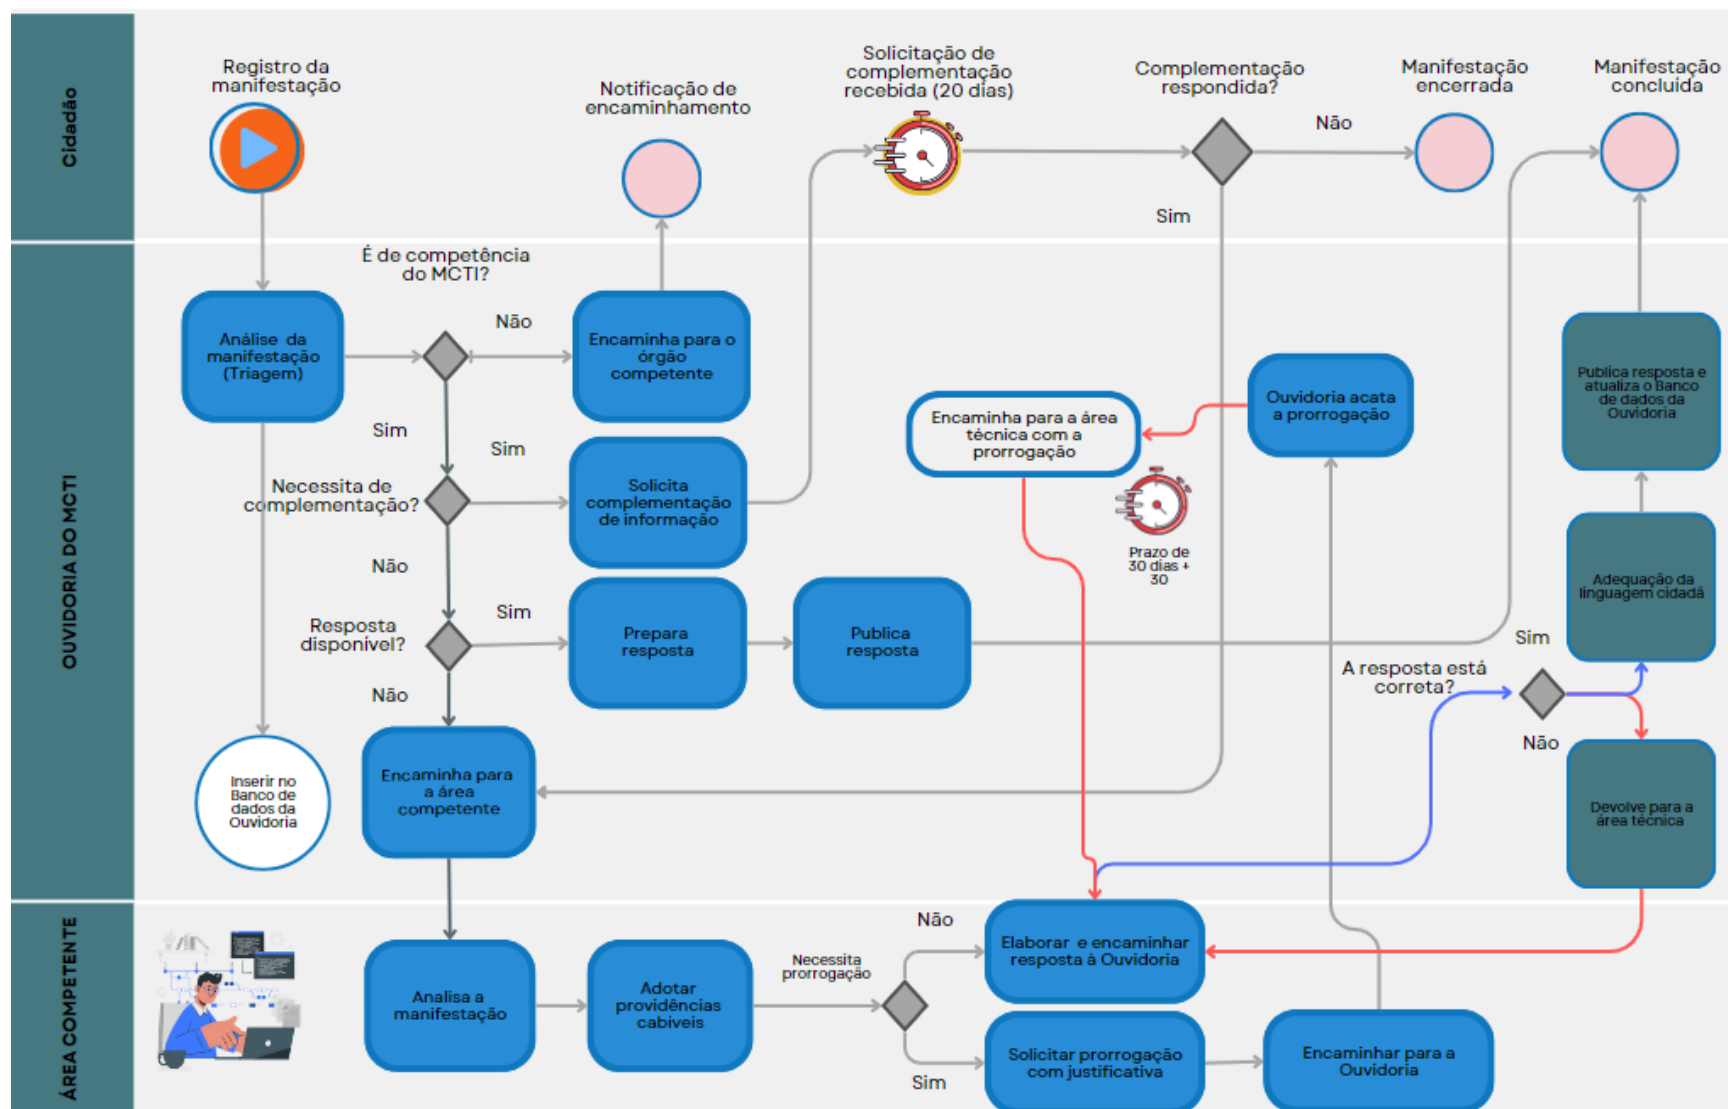 Cidadão
Registro da
manifestação
Notificação de
encaminhamento
Solicitação de
complementação
recebida (20 dias)
Complementação
respondida?
Não
Sim
Manifestação
encerrada
Manifestação
concluída
OUVIDORIA DO MCTI
É de competência
do MCTI?
Análise da
manifestação
(Triagem)
Não
Encaminha para o
órgão
competente
Sim
Necessita de
complementação?
Sim
Solicita
complementação
de informação
Não
Resposta
disponível?
Sim
Prepara
resposta
Publica
resposta
Não
Encaminha para
a área
competente
Inserir no
Banco de
dados da
Ouvidoria
Encaminha para a área
técnica com a
prorrogação
Prazo de
30 dias +
30
Ouvidoria acata
a prorrogação
Publica resposta e
atualiza o Banco
de dados da
Ouvidoria
Adequação da
linguagem cidadã
Sim
A resposta está
correta?
Não
Devolve para a
área técnica
ÁREA COMPETENTE
Analisa a
manifestação
Adotar
providências
cabíveis
Necessita
prorrogação
Não
Elaborar e encaminhar
resposta à Ouvidoria
Sim
Solicitar prorrogação
com justificativa
Encaminhar para a
Ouvidoria